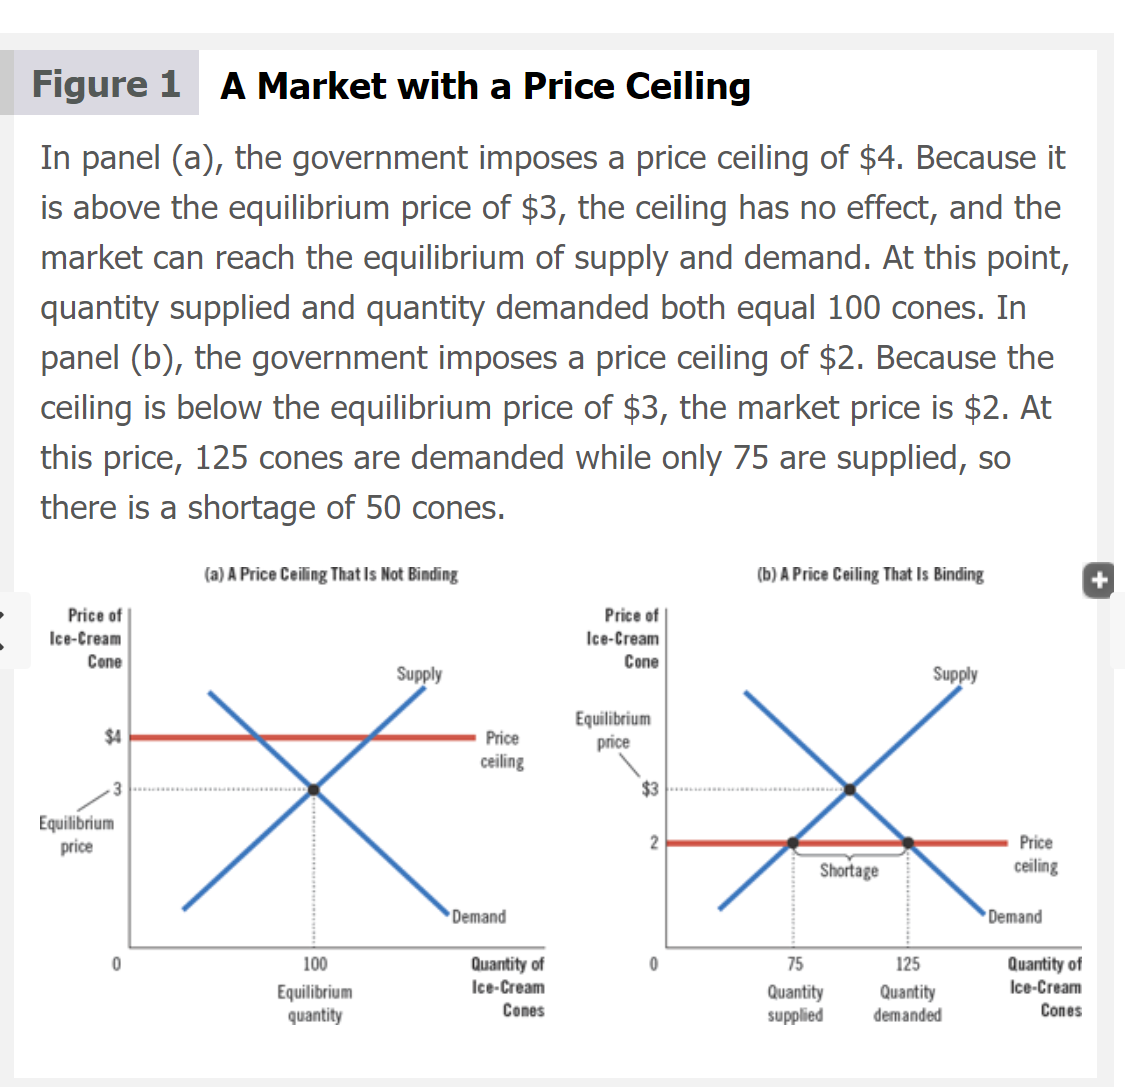 Figure 1 A Market with a Price Ceiling
In panel (a), the government imposes a price ceiling of $4. Because it
is above the equilibrium price of $3, the ceiling has no effect, and the
market can reach the equilibrium of supply and demand. At this point,
quantity supplied and quantity demanded both equal 100 cones. In
panel (b), the government imposes a price ceiling of $2. Because the
ceiling is below the equilibrium price of $3, the market price is $2. At
this price, 125 cones are demanded while only 75 are supplied, so
there is a shortage of 50 cones.
(a) A Price Ceiling That Is Not Binding
Price of
Ice-Cream
Cone
Supply
$4
Price
ceiling
3
Equilibrium
price
Demand
0
100
Quantity of
Ice-Cream
Cones
Equilibrium
quantity
(b) A Price Ceiling That Is Binding
Price of
Ice-Cream
Cone
Supply
Equilibrium
price
$3
2
Price
ceiling
Shortage
Demand
0
75
125
Quantity of
Ice-Cream
Cones
Quantity
supplied
Quantity
demanded